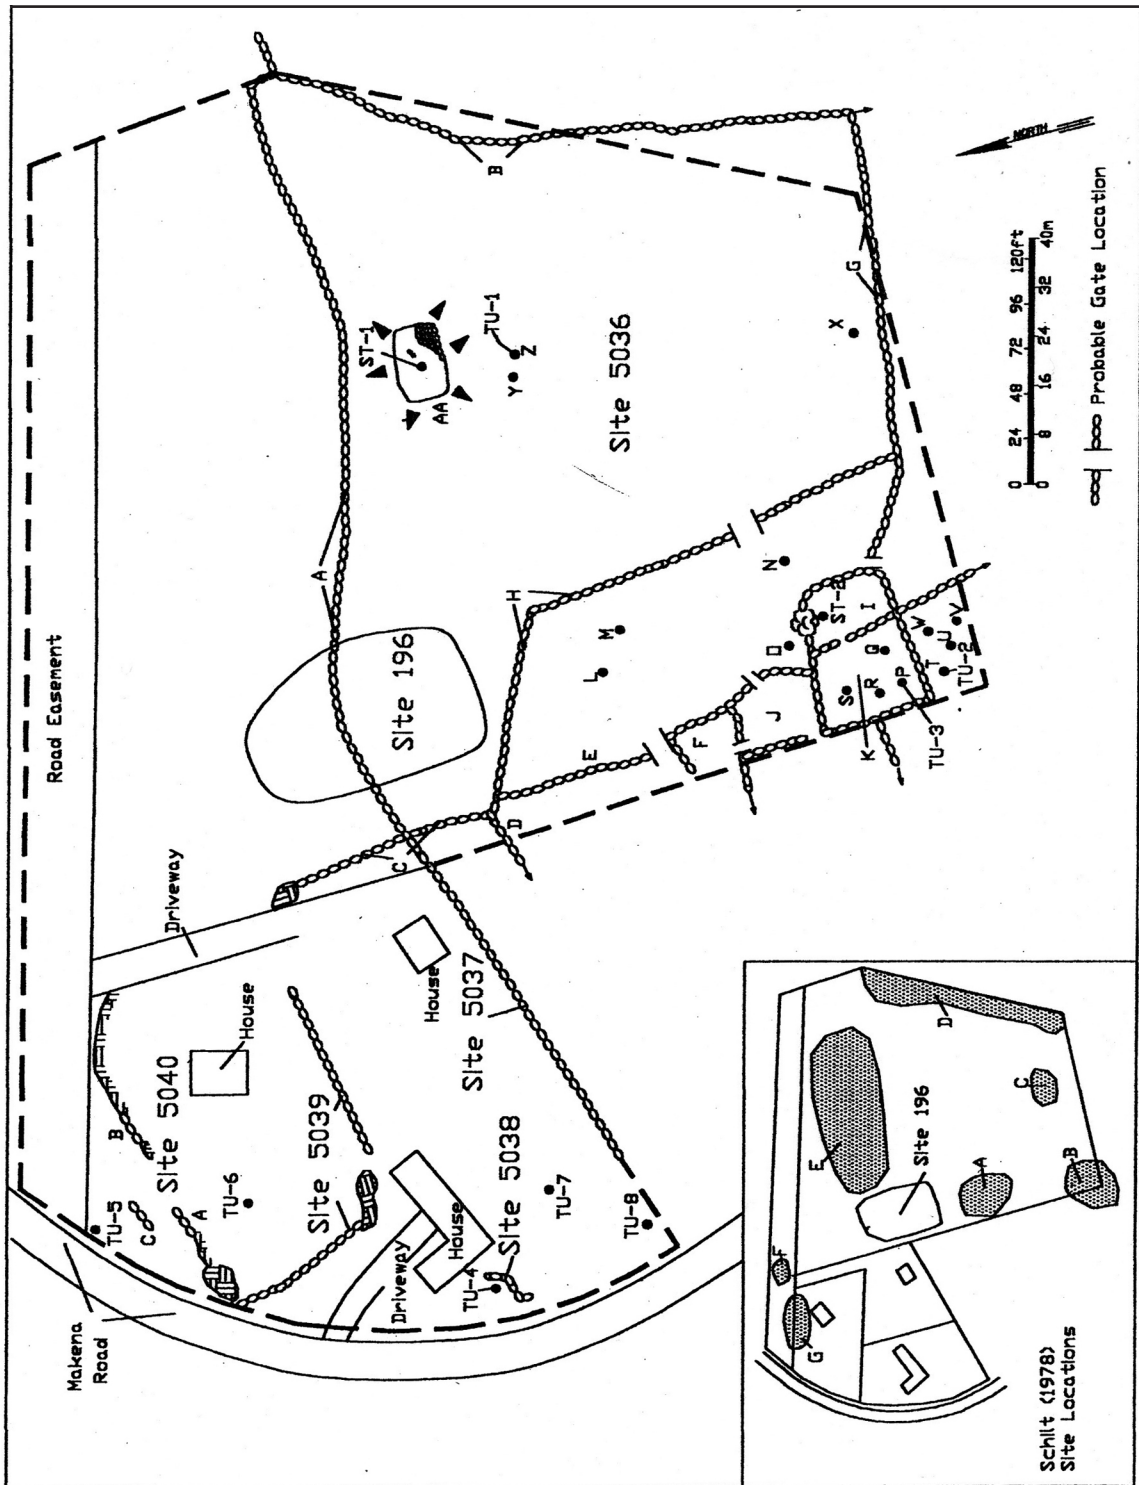 Road Easement
Makena
Road
Driveway
Site 5040
House
A
B
C
TU-5
TU-6
Site 5039
Driveway
House
TU-4
Site 5038
TU-7
TU-8
House
Site 5037
Site 196
A
B
C
D
E
F
G
H
I
J
K
L
M
N
O
P
Q
R
S
T
U
V
W
X
Y
Z
AA
ST-1
TU-1
Site 5036
ST-2
TU-2
TU-3
NORTH
0 24 48 72 96 120ft
0 8 16 24 32 40m
Probable Gate Location
Schilt (1978)
Site Locations
A
B
C
D
E
F
G
Site 196